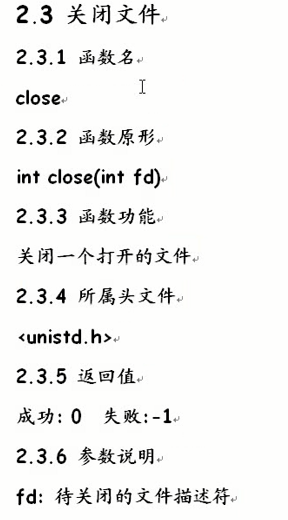 2.3 关闭文件
2.3.1 函数名
close
2.3.2 函数原形
int close(int fd)
2.3.3 函数功能
关闭一个打开的文件
2.3.4 所属头文件
<unistd.h>
2.3.5 返回值
成功: 0 失败:-1
2.3.6 参数说明
fd: 待关闭的文件描述符